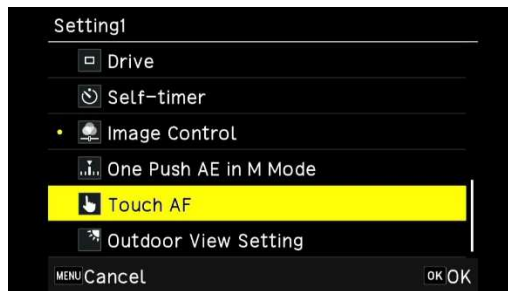 Setting1
Drive
Self-timer
Image Control
One Push AE in M Mode
Touch AF
Outdoor View Setting
MENU Cancel OK OK